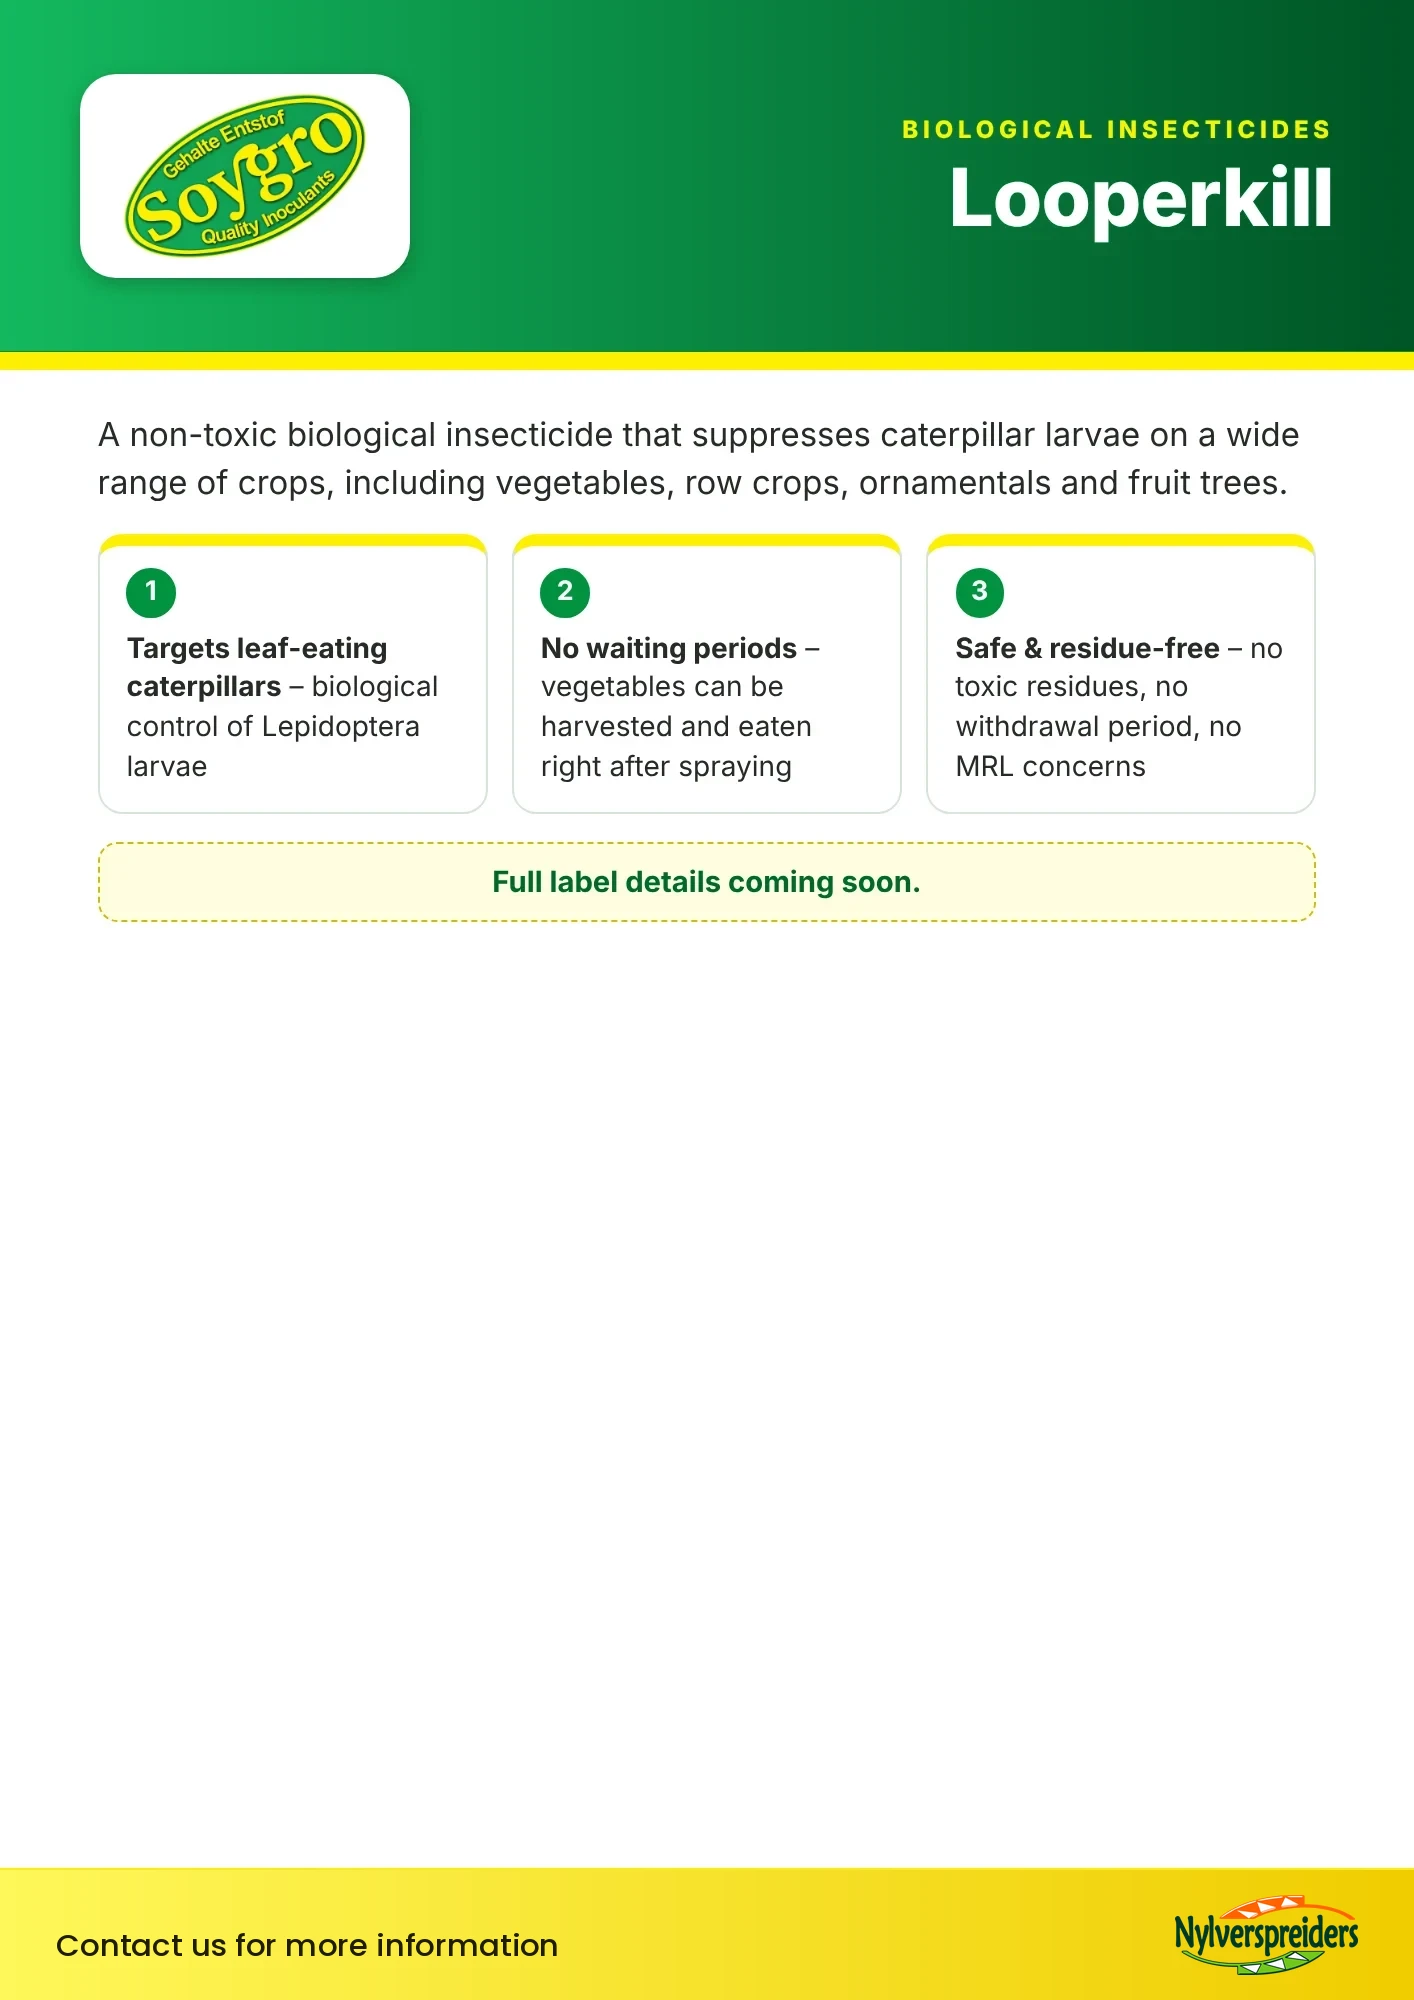 Gehalte Entstof
Soygro
Quality Inoculants
BIOLOGICAL INSECTICIDES
Looperkill
A non-toxic biological insecticide that suppresses caterpillar larvae on a wide
range of crops, including vegetables, row crops, ornamentals and fruit trees.
1
Targets leaf-eating
caterpillars – biological
control of Lepidoptera
larvae
2
No waiting periods –
vegetables can be
harvested and eaten
right after spraying
3
Safe & residue-free – no
toxic residues, no
withdrawal period, no
MRL concerns
Full label details coming soon.
Contact us for more information
Nylverspreiders